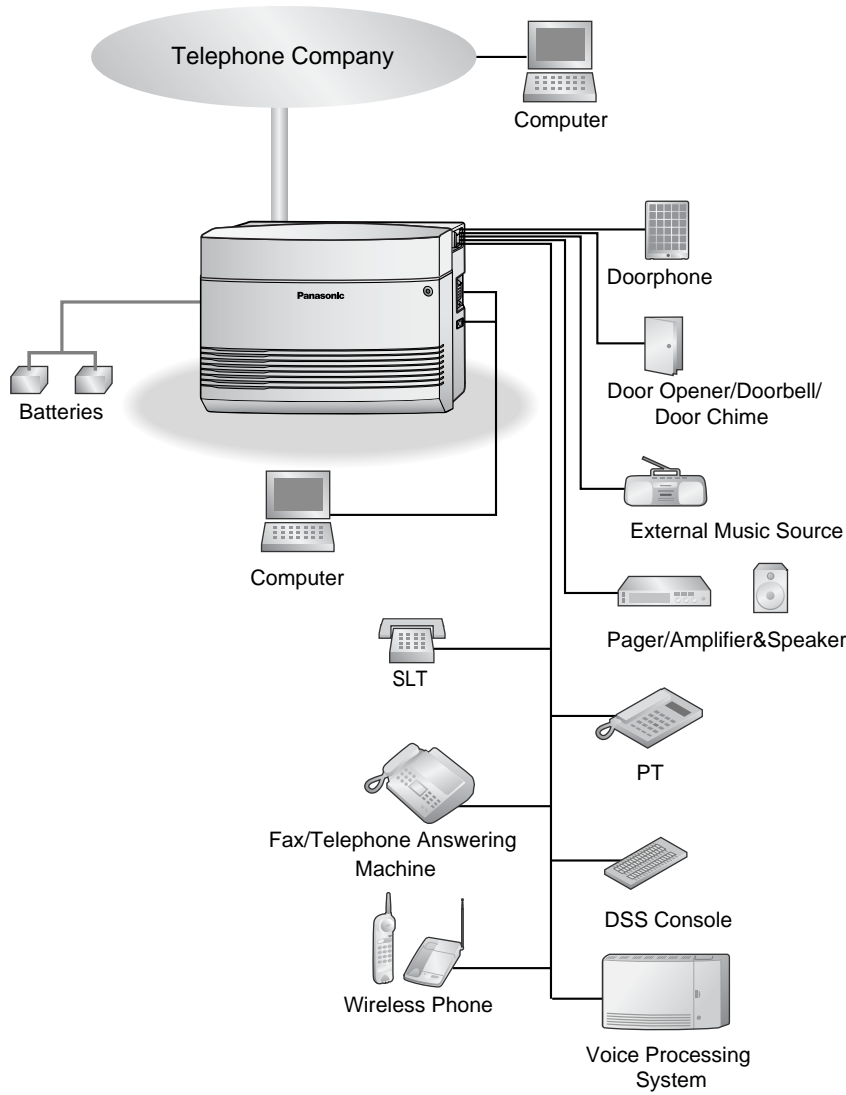 Telephone Company
Computer
Panasonic
Doorphone
Batteries
Door Opener/Doorbell/
Door Chime
External Music Source
Computer
Pager/Amplifier&Speaker
SLT
PT
Fax/Telephone Answering
Machine
DSS Console
Wireless Phone
Voice Processing
System